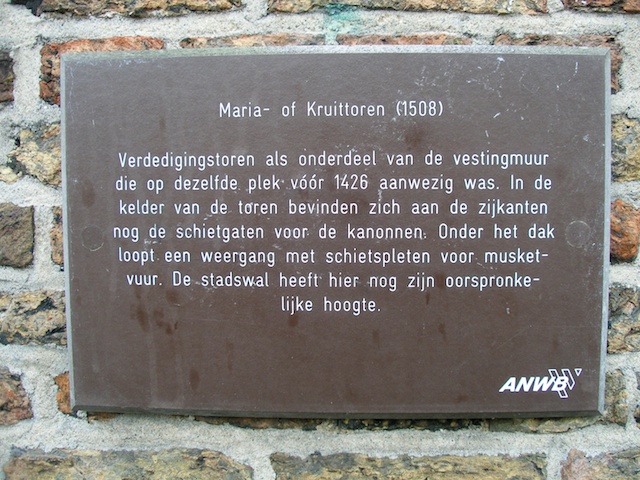 Maria- of Kruittoren (1508)
Verdedigingstoren als onderdeel van de vestingmuur
die op dezelfde plek vóór 1426 aanwezig was. In de
kelder van de toren bevinden zich aan de zijkanten
nog de schietgaten voor de kanonnen. Onder het dak
loopt een weergang met schietspleten voor musket-
vuur. De stadswal heeft hier nog zijn oorspronke-
lijke hoogte.
ANWB